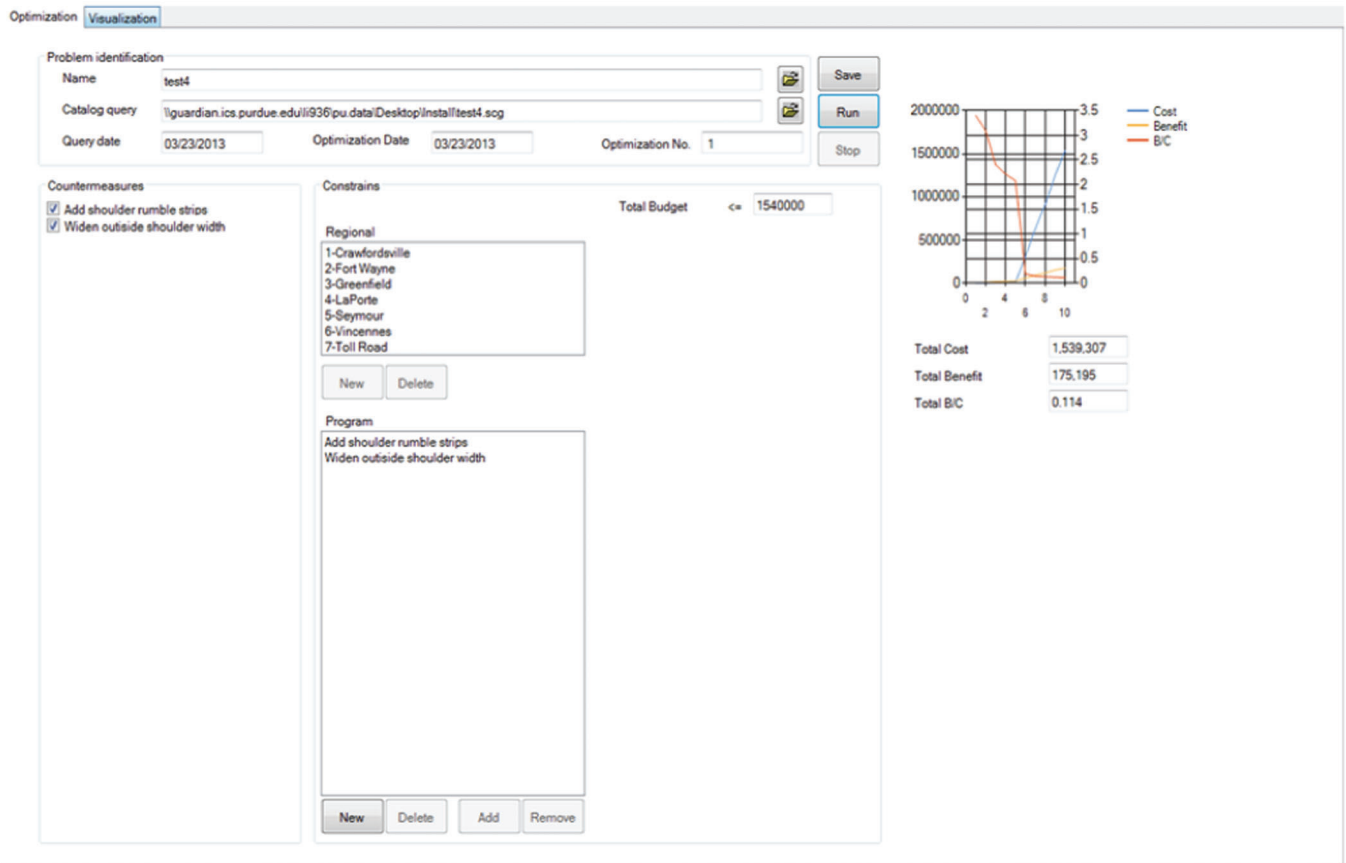 Optimization Visualization
Problem identification
Name test4
Catalog query \\guardian.ics.purdue.edu\li936\pu.data\Desktop\Install\test4.scg
Query date 03/23/2013 Optimization Date 03/23/2013 Optimization No. 1
Save
Run
Stop
Countermeasures
Add shoulder rumble strips
Widen outiside shoulder width
Constrains
Total Budget <= 1540000
Regional
1-Crawfordsville
2-Fort Wayne
3-Greenfield
4-LaPorte
5-Seymour
6-Vincennes
7-Toll Road
New Delete
Program
Add shoulder rumble strips
Widen outiside shoulder width
New Delete Add Remove
2000000 3.5
3
1500000 2.5
2
1000000 1.5
1
500000 0.5
0 0
0 4 8
2 6 10
Cost
Benefit
B/C
Total Cost 1,539,307
Total Benefit 175,195
Total B/C 0.114